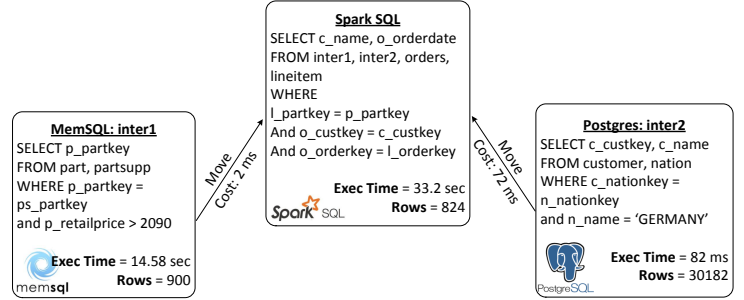 Spark SQL
SELECT c_name, o_orderdate
FROM inter1, inter2, orders,
lineitem
WHERE
l_partkey = p_partkey
And o_custkey = c_custkey
And o_orderkey = l_orderkey
Exec Time = 33.2 sec
Rows = 824
Spark SQL
MemSQL: inter1
SELECT p_partkey
FROM part, partsupp
WHERE p_partkey =
ps_partkey
and p_retailprice > 2090
Exec Time = 14.58 sec
Rows = 900
memsql
Move
Cost: 2 ms
Move
Cost: 72 ms
Postgres: inter2
SELECT c_custkey, c_name
FROM customer, nation
WHERE c_nationkey =
n_nationkey
and n_name = ‘GERMANY’
Exec Time = 82 ms
Rows = 30182
PostgreSQL